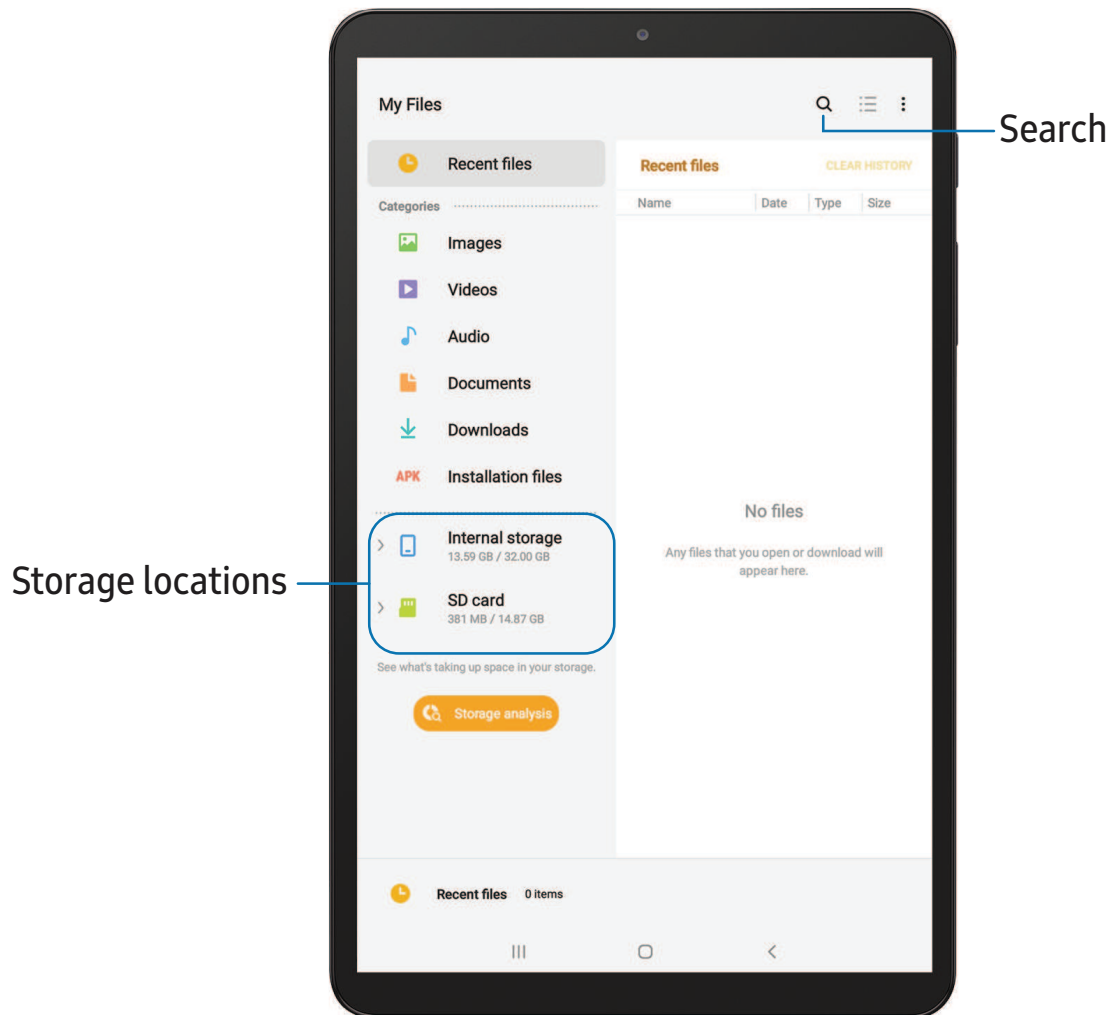 My Files
Search
Recent files
Recent files
CLEAR HISTORY
Categories
Name Date Type Size
Images
Videos
Audio
Documents
Downloads
APK Installation files
No files
Any files that you open or download will
appear here.
Storage locations
Internal storage
13.59 GB / 32.00 GB
SD card
381 MB / 14.87 GB
See what's taking up space in your storage.
Storage analysis
Recent files 0 items